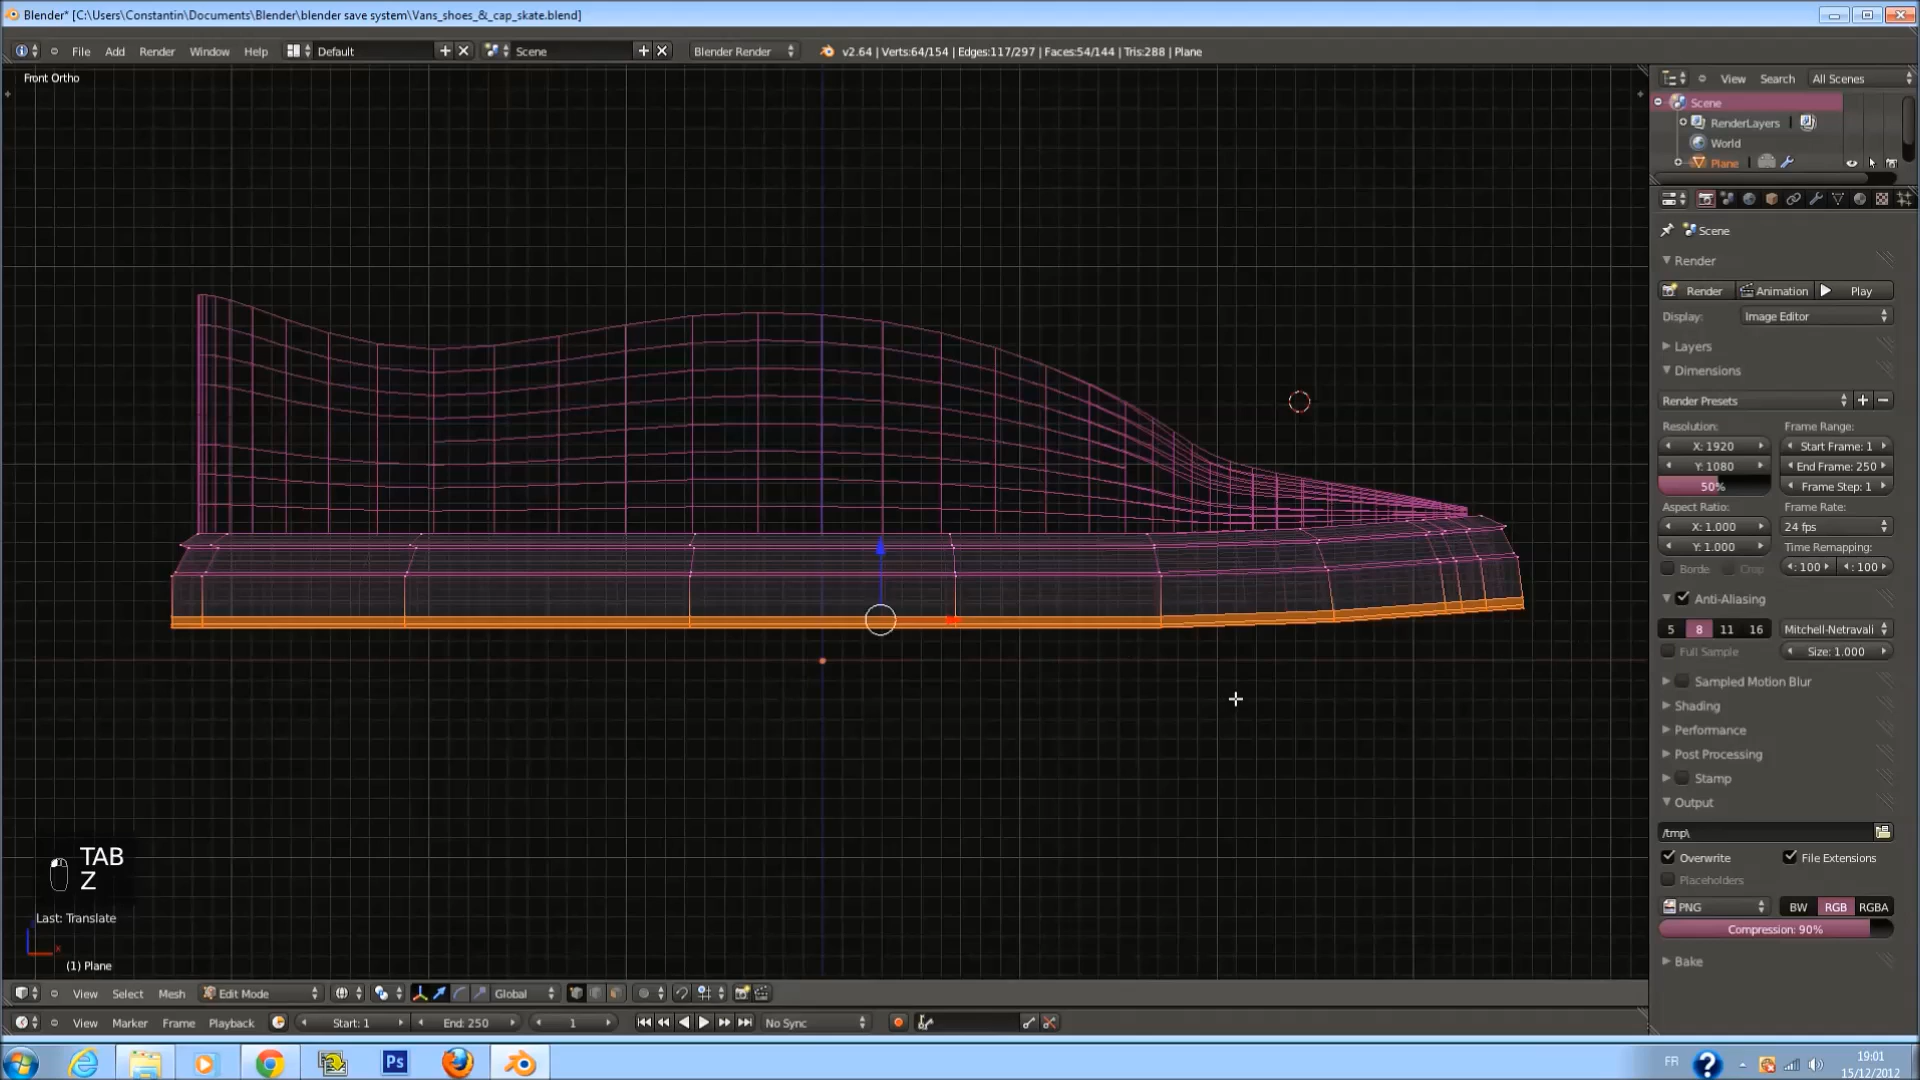 Blender* [C:\Users\Constantin\Documents\Blender\blender save system\Vans_shoes_&_cap_skate.blend]
File Add Render Window Help Default Scene Blender Render v2.64 | Verts:64/154 | Edges:117/297 | Faces:54/144 | Tris:288 | Plane
Front Ortho
View Search All Scenes
Scene
RenderLayers
World
Plane
Scene
Render
Render Animation Play
Display: Image Editor
Layers
Dimensions
Render Presets
Resolution: Frame Range:
X: 1920 Start Frame: 1
Y: 1080 End Frame: 250
50% Frame Step: 1
Aspect Ratio: Frame Rate:
X: 1.000 24 fps
Y: 1.000 Time Remapping:
Borde Crop : 100 : 100
Anti-Aliasing
5 8 11 16 Mitchell-Netravali
Full Sample Size: 1.000
Sampled Motion Blur
Shading
Performance
Post Processing
Stamp
Output
/tmp\
Overwrite File Extensions
Placeholders
PNG BW RGB RGBA
Compression: 90%
Bake
TAB
Z
Last: Translate
x
(1) Plane
View Select Mesh Edit Mode Global
View Marker Frame Playback Start: 1 End: 250 1 No Sync
Ps FR 19:01
15/12/2012